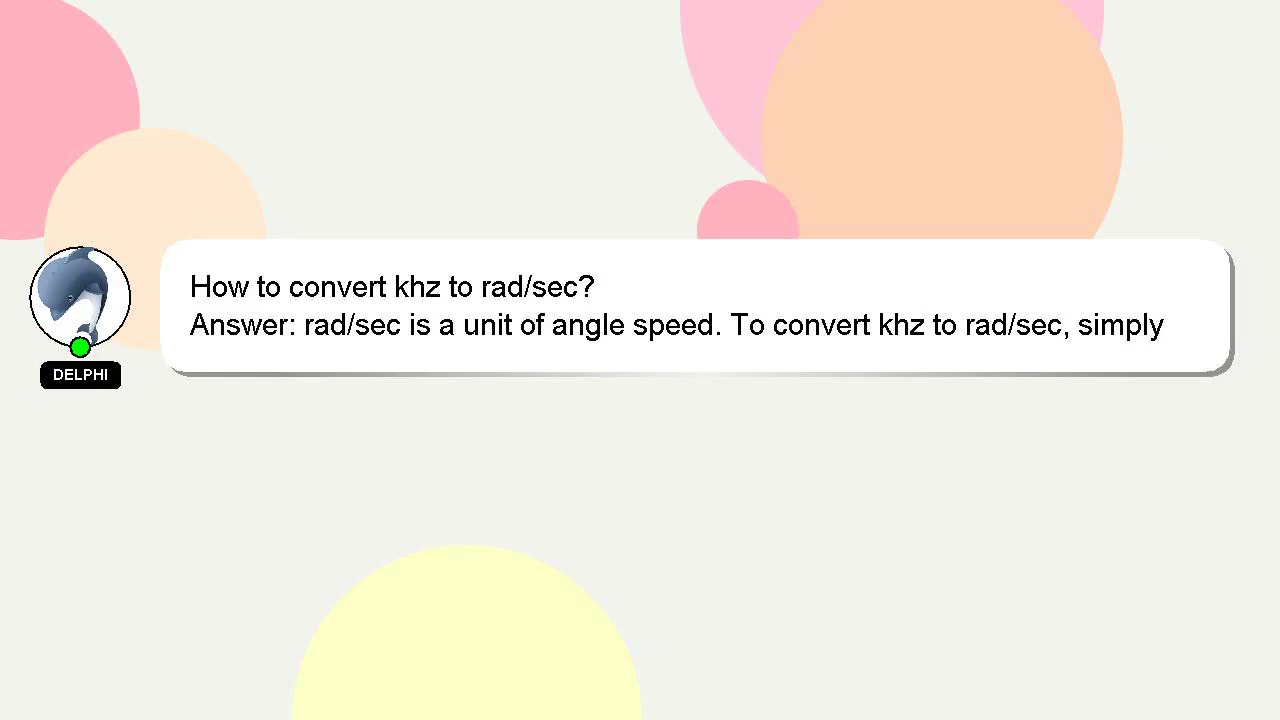 How to convert khz to rad/sec?
Answer: rad/sec is a unit of angle speed. To convert khz to rad/sec, simply
DELPHI